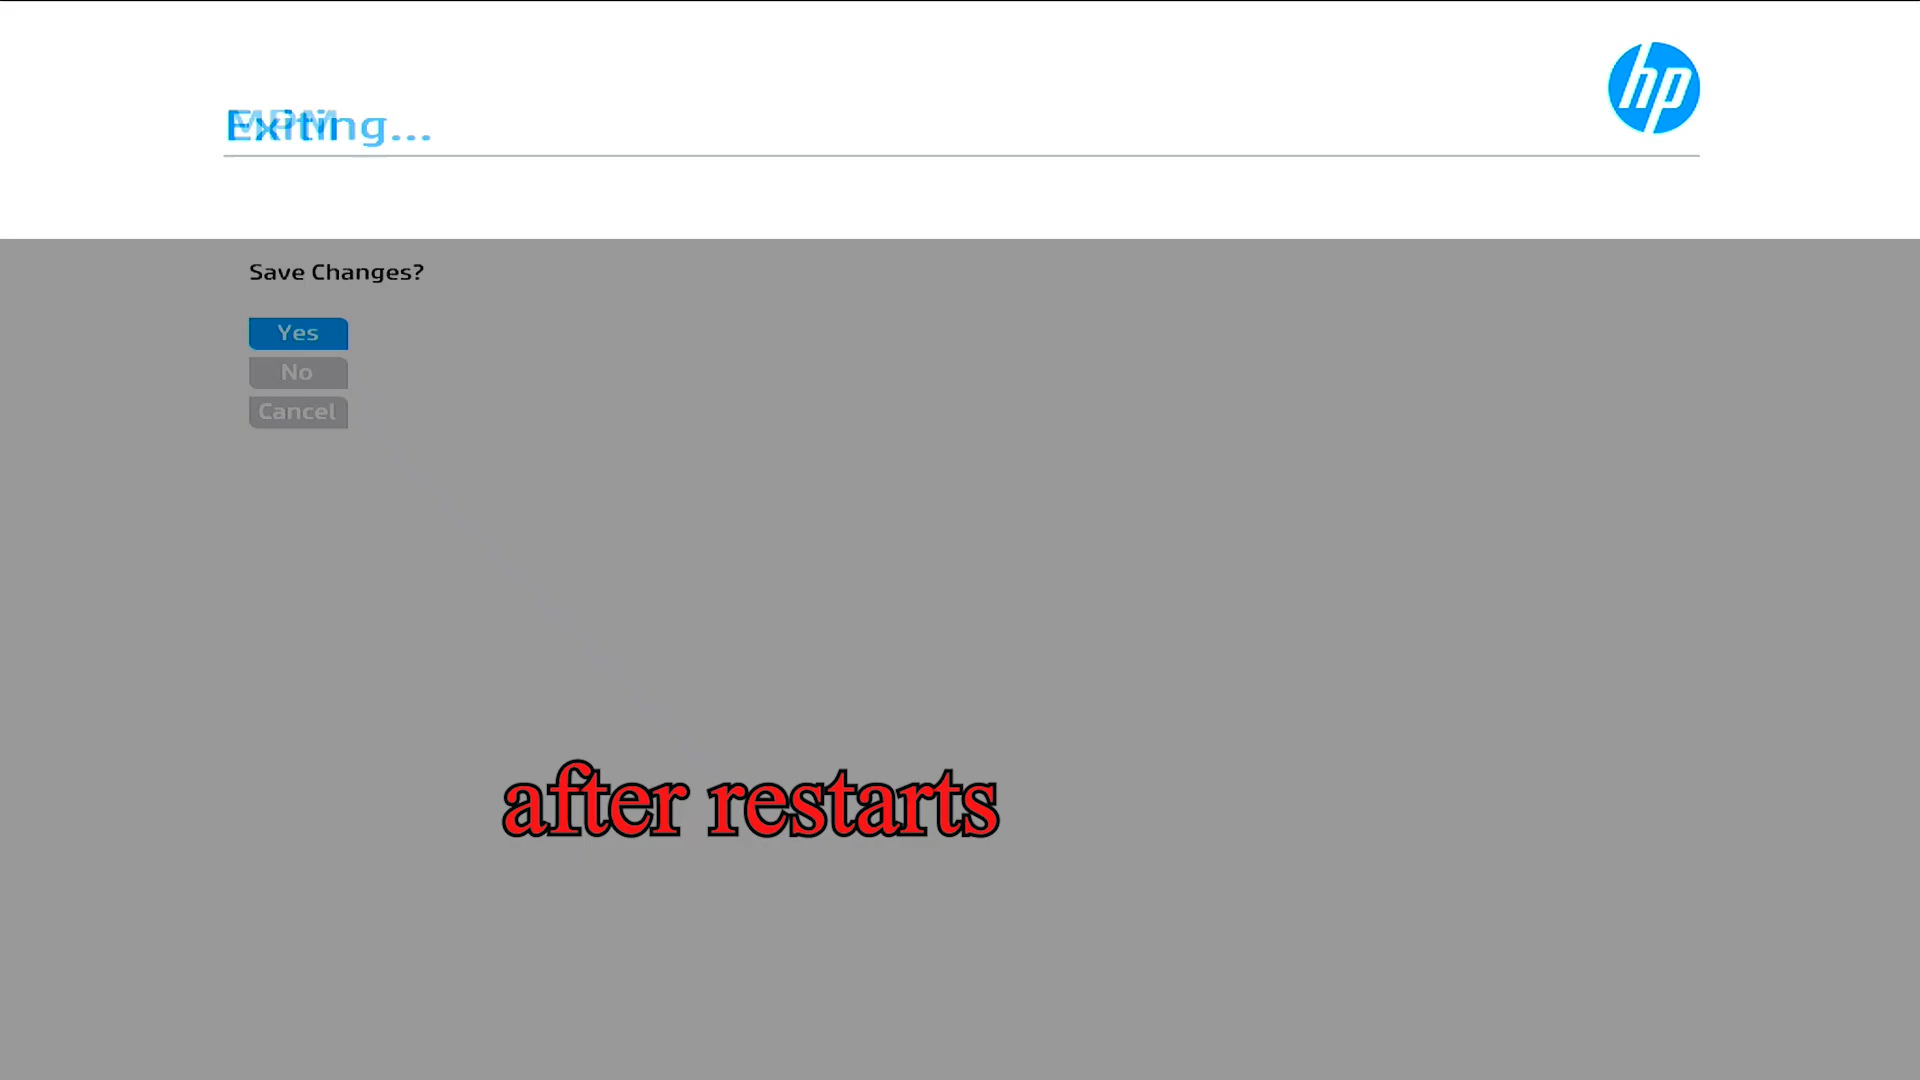 hp
Exiting...
Save Changes?
Yes
No
Cancel
after restarts